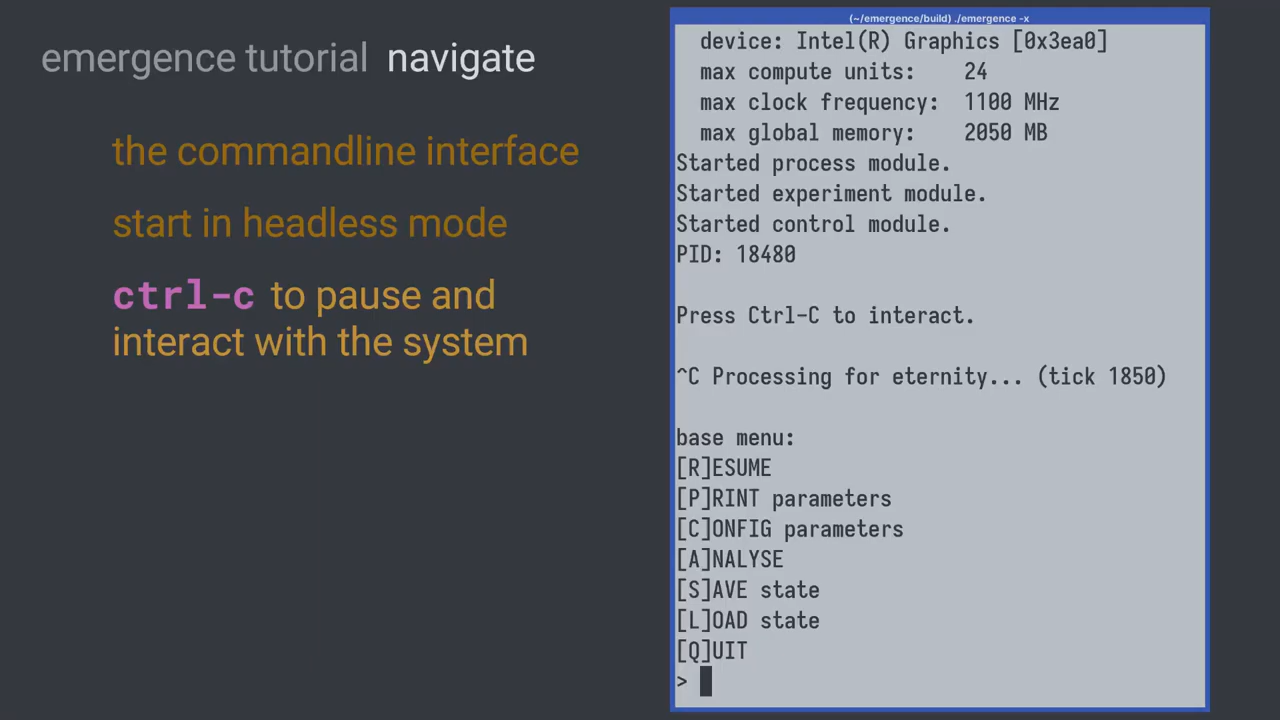 emergence tutorial navigate
the commandline interface
start in headless mode
ctrl-c to pause and
interact with the system
(~/emergence/build) ./emergence -x
device: Intel(R) Graphics [0x3ea0]
max compute units: 24
max clock frequency: 1100 MHz
max global memory: 2050 MB
Started process module.
Started experiment module.
Started control module.
PID: 18480
Press Ctrl-C to interact.
^C Processing for eternity... (tick 1850)
base menu:
[R]ESUME
[P]RINT parameters
[C]ONFIG parameters
[A]NALYSE
[S]AVE state
[L]OAD state
[Q]UIT
>